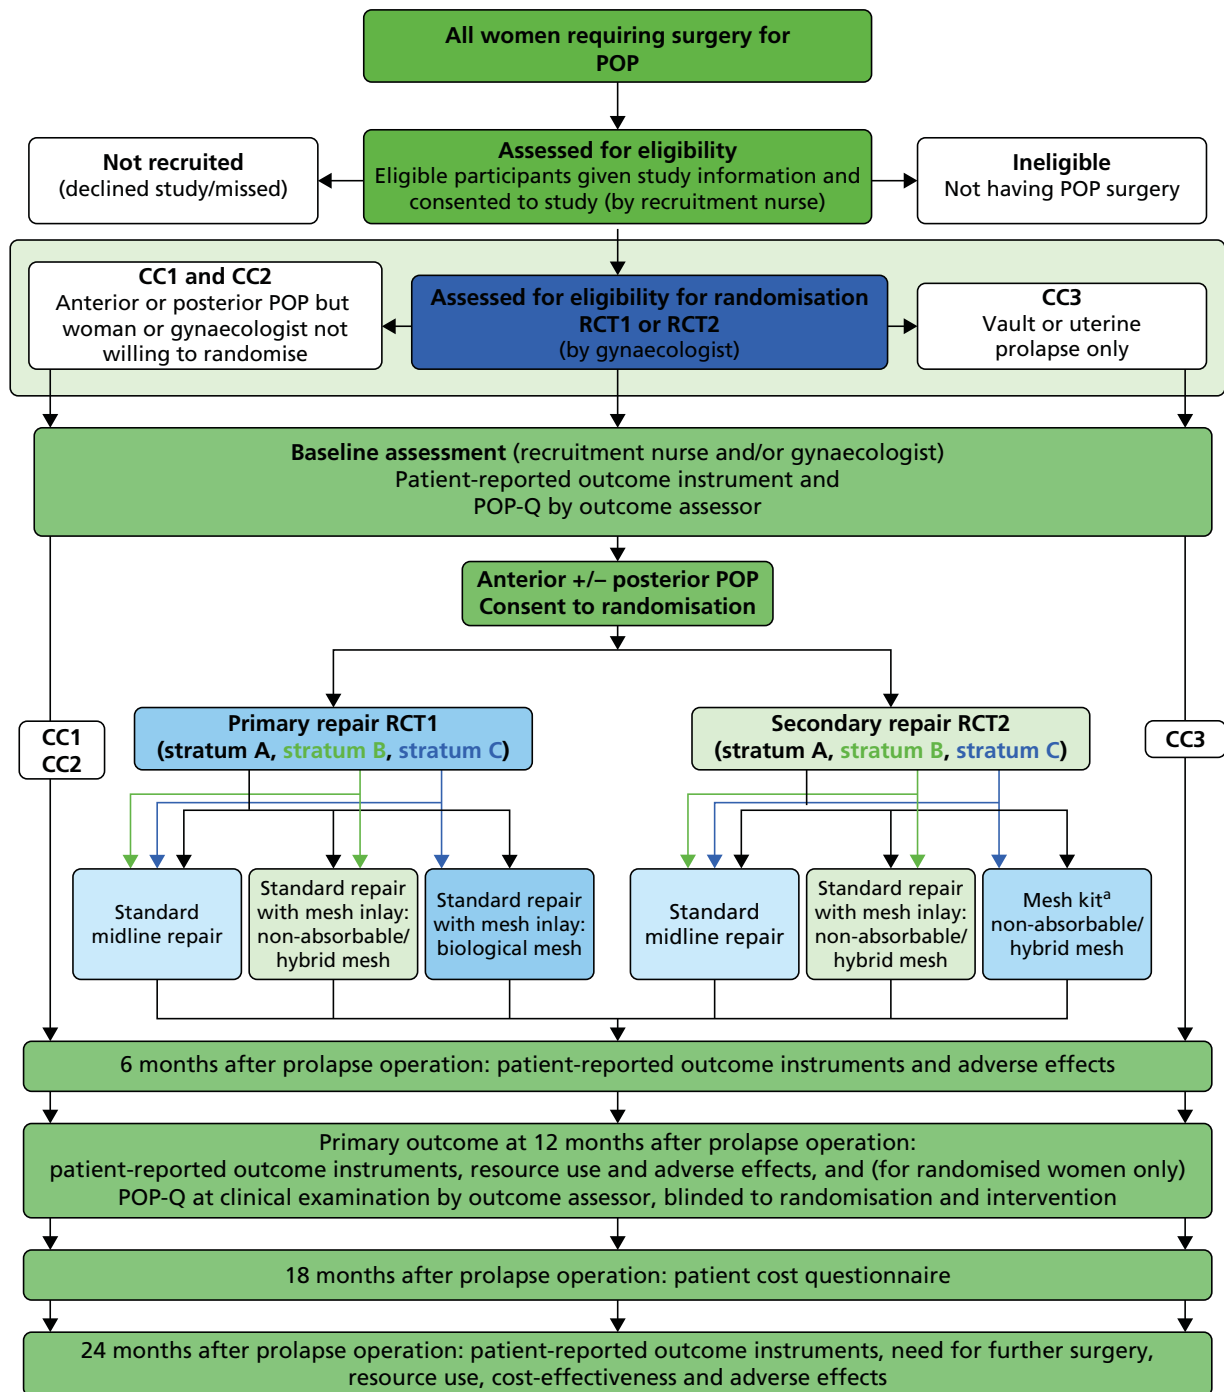 All women requiring surgery for
POP
Not recruited
(declined study/missed)
Assessed for eligibility
Eligible participants given study information and
consented to study (by recruitment nurse)
Ineligible
Not having POP surgery
CC1 and CC2
Anterior or posterior POP but
woman or gynaecologist not
willing to randomise
Assessed for eligibility for randomisation
RCT1 or RCT2
(by gynaecologist)
CC3
Vault or uterine
prolapse only
Baseline assessment (recruitment nurse and/or gynaecologist)
Patient-reported outcome instrument and
POP-Q by outcome assessor
Anterior +/– posterior POP
Consent to randomisation
CC1
CC2
Primary repair RCT1
(stratum A, stratum B, stratum C)
Secondary repair RCT2
(stratum A, stratum B, stratum C)
CC3
Standard
midline repair
Standard repair
with mesh inlay:
non-absorbable/
hybrid mesh
Standard repair
with mesh inlay:
biological mesh
Standard
midline repair
Standard repair
with mesh inlay:
non-absorbable/
hybrid mesh
Mesh kitᵃ
non-absorbable/
hybrid mesh
6 months after prolapse operation: patient-reported outcome instruments and adverse effects
Primary outcome at 12 months after prolapse operation:
patient-reported outcome instruments, resource use and adverse effects, and (for randomised women only)
POP-Q at clinical examination by outcome assessor, blinded to randomisation and intervention
18 months after prolapse operation: patient cost questionnaire
24 months after prolapse operation: patient-reported outcome instruments, need for further surgery,
resource use, cost-effectiveness and adverse effects